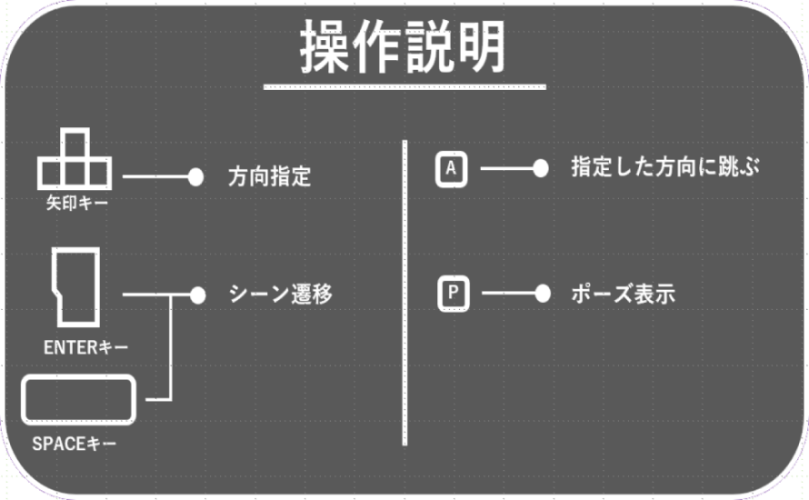 操作説明
矢印キー
方向指定
ENTERキー
シーン遷移
SPACEキー
A
指定した方向に跳ぶ
P
ポーズ表示